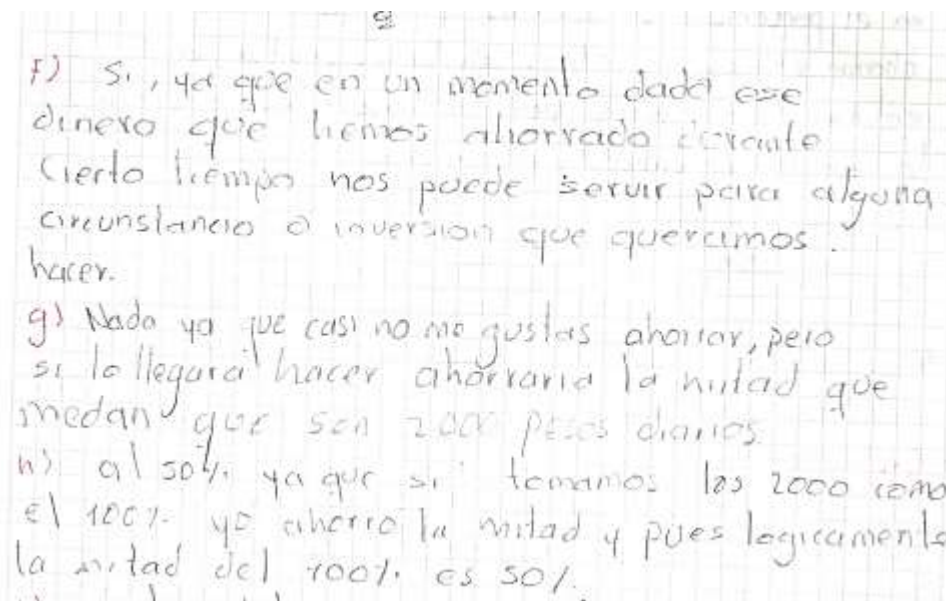 f) Si, ya que en un momento dado ese
dinero que hemos ahorrado durante
cierto tiempo nos puede servir para alguna
circunstancia o inversion que queramos
hacer.
g) Nada ya que casi no me gustas ahorrar, pero
si lo llegara hacer ahorraria la mitad que
medan que son 2000 pesos diarios
h) al 50% ya que si tomamos los 2000 como
el 100% yo ahorro la mitad y pues logicamente
la mitad del 100% es 50%.